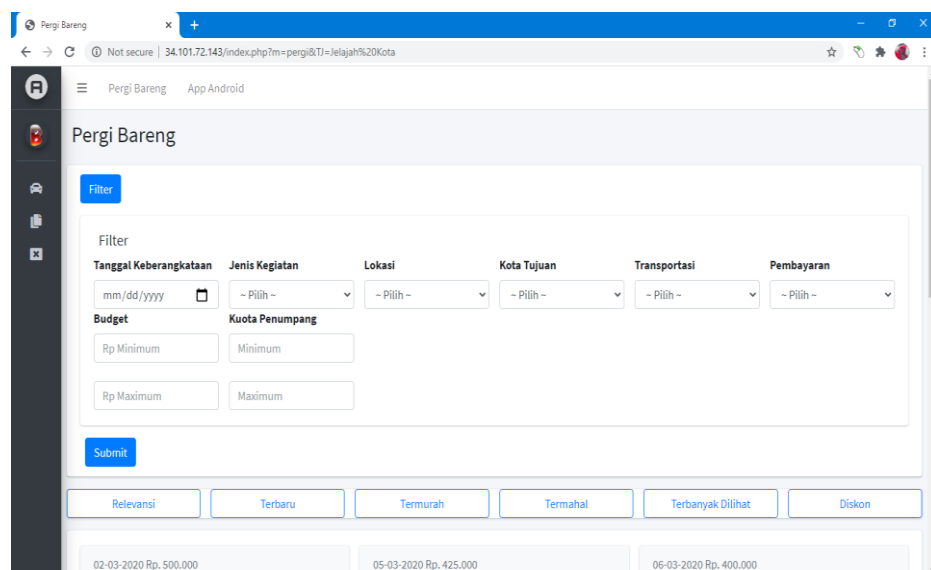 Pergi Bareng
Not secure | 34.101.72.143/index.php?m=pergi&TJ=Jelajah%20Kota
Pergi Bareng App Android
Pergi Bareng
Filter
Filter
Tanggal Keberangkataan Jenis Kegiatan Lokasi Kota Tujuan Transportasi Pembayaran
mm/dd/yyyy ~ Pilih ~ ~ Pilih ~ ~ Pilih ~ ~ Pilih ~ ~ Pilih ~
Budget Kuota Penumpang
Rp Minimum Minimum
Rp Maximum Maximum
Submit
Relevansi Terbaru Termurah Termahal Terbanyak Dilihat Diskon
02-03-2020 Rp. 500.000 05-03-2020 Rp. 425.000 06-03-2020 Rp. 400.000